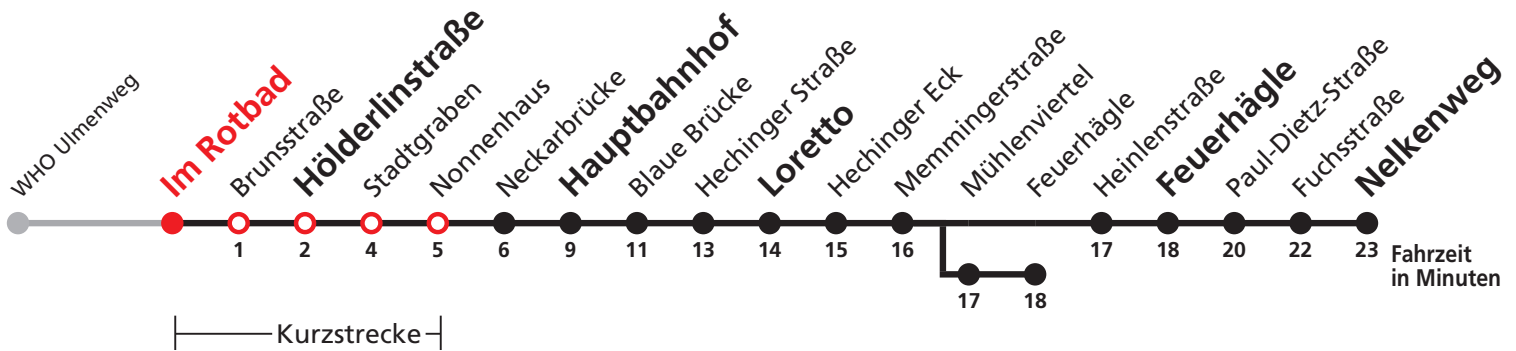 WHO Ulmenweg
Im Rotbad
Brunsstraße
Hölderlinstraße
Stadtgraben
Nonnenhaus
Neckarbrücke
Hauptbahnhof
Blaue Brücke
Hechinger Straße
Loretto
Hechinger Eck
Memmingerstraße
Mühlenviertel
Feuerhägle
Heinlenstraße
Feuerhägle
Paul-Dietz-Straße
Fuchsstraße
Nelkenweg
1 2 4 5 6 9 11 13 14 15 16 17 18 20 22 23
Fahrzeit
in Minuten
17 18
Kurzstrecke